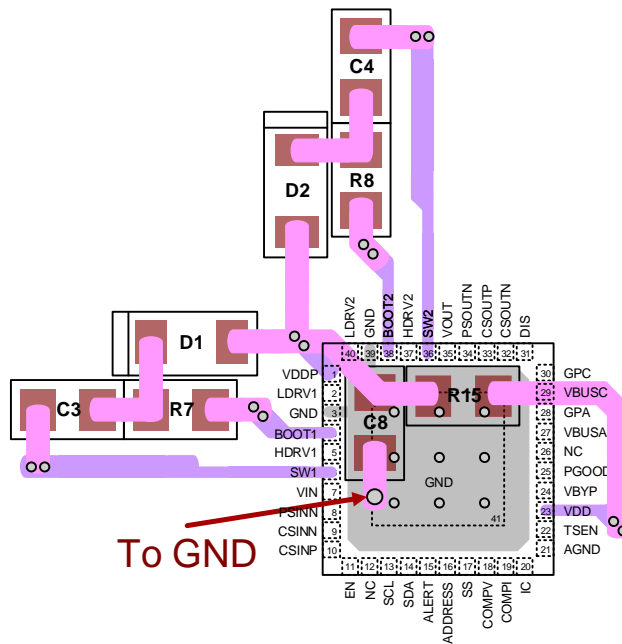 C4
D2
R8
LDRV2
GND
BOOT2
HDRV2
SW2
VOUT
PSOUTN
CSOUTP
CSOUTN
DIS
40
39
38
37
36
35
34
33
32
31
D1
C3
R7
VDDP
1
LDRV1
2
GND
3
BOOT1
HDRV1
5
SW1
VIN
7
PSINN
8
CSINN
9
CSINP
10
C8
R15
GND
41
30
GPC
29
VBUSC
28
GPA
27
VBUSA
26
NC
25
PGOOD
24
VBYP
23
VDD
22
TSEN
21
AGND
To GND
11
12
13
14
15
16
17
18
19
20
EN
NC
SCL
SDA
ALERT
ADDRESS
SS
COMPV
COMPI
IC